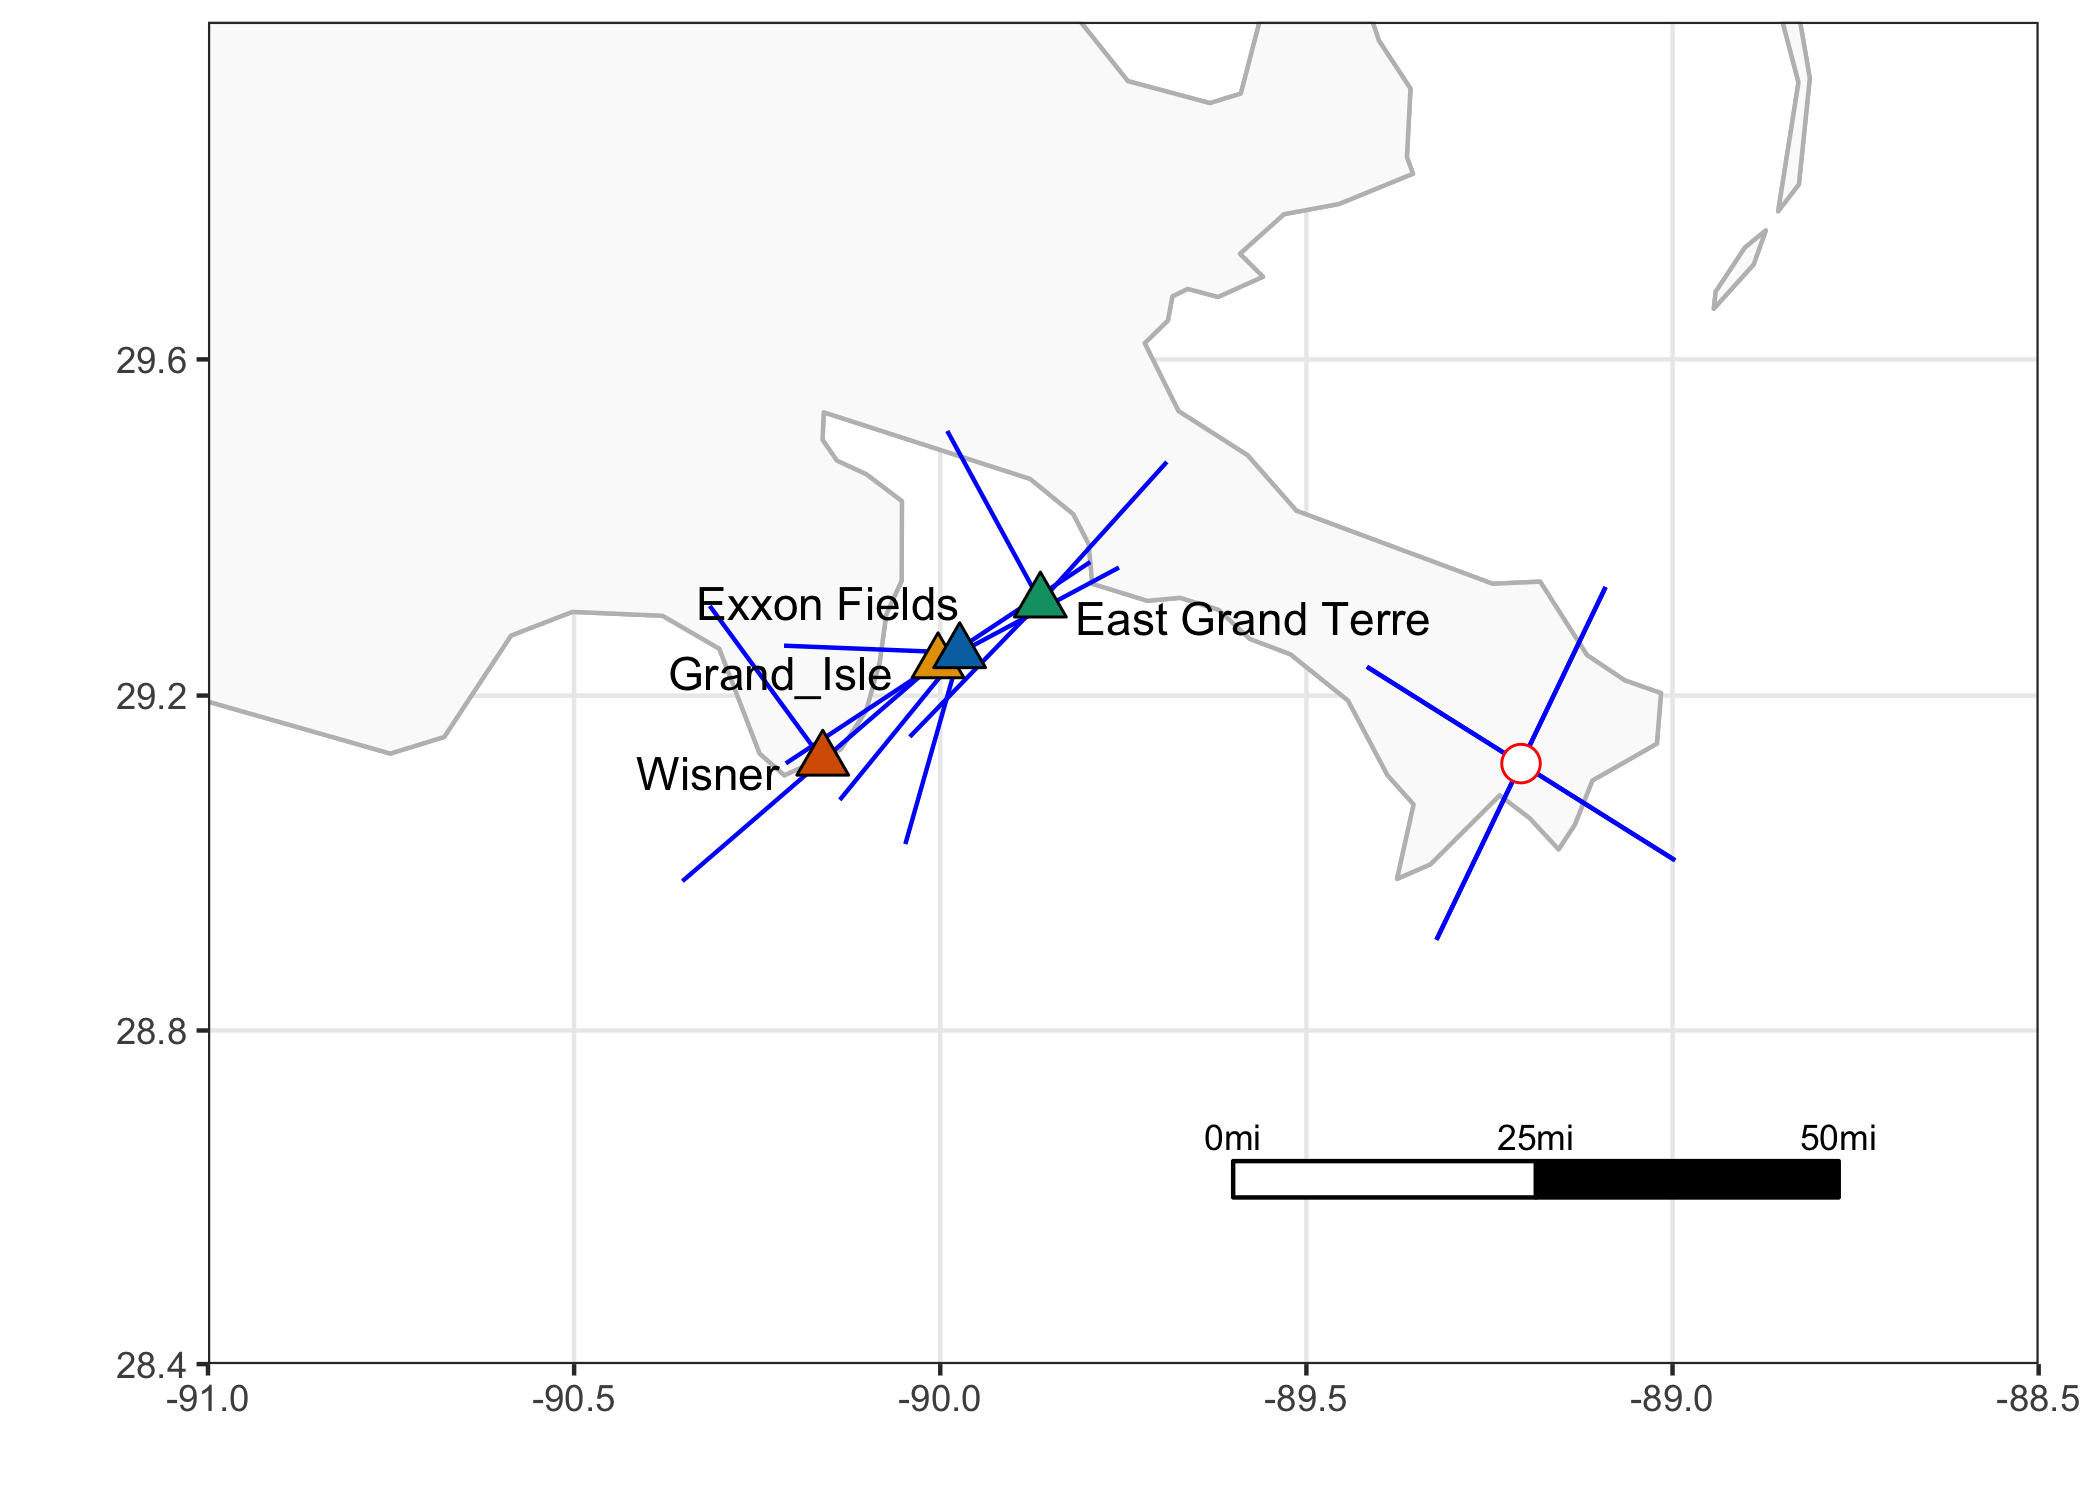 29.6
Exxon Fields
East Grand Terre
Grand_Isle
29.2
Wisner
28.8
0mi 25mi 50mi
28.4
-91.0 -90.5 -90.0 -89.5 -89.0 -88.5